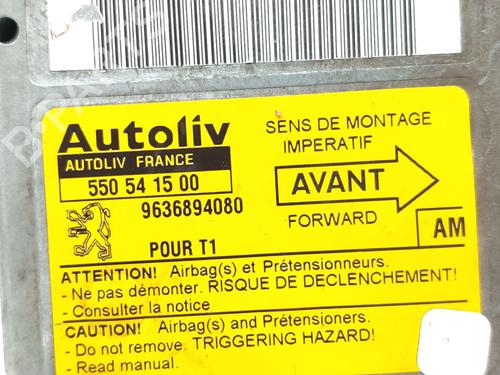 Autoliv
AUTOLIV FRANCE
550 54 15 00
9636894080
POUR T1
SENS DE MONTAGE
IMPERATIF
AVANT
FORWARD
AM
ATTENTION! Airbag(s) et Prétensionneurs.
- Ne pas démonter. RISQUE DE DECLENCHEMENT!
- Consulter la notice
CAUTION! Airbag(s) and Prétensioners.
- Do not remove. TRIGGERING HAZARD!
- Read manual.
B-PARTS